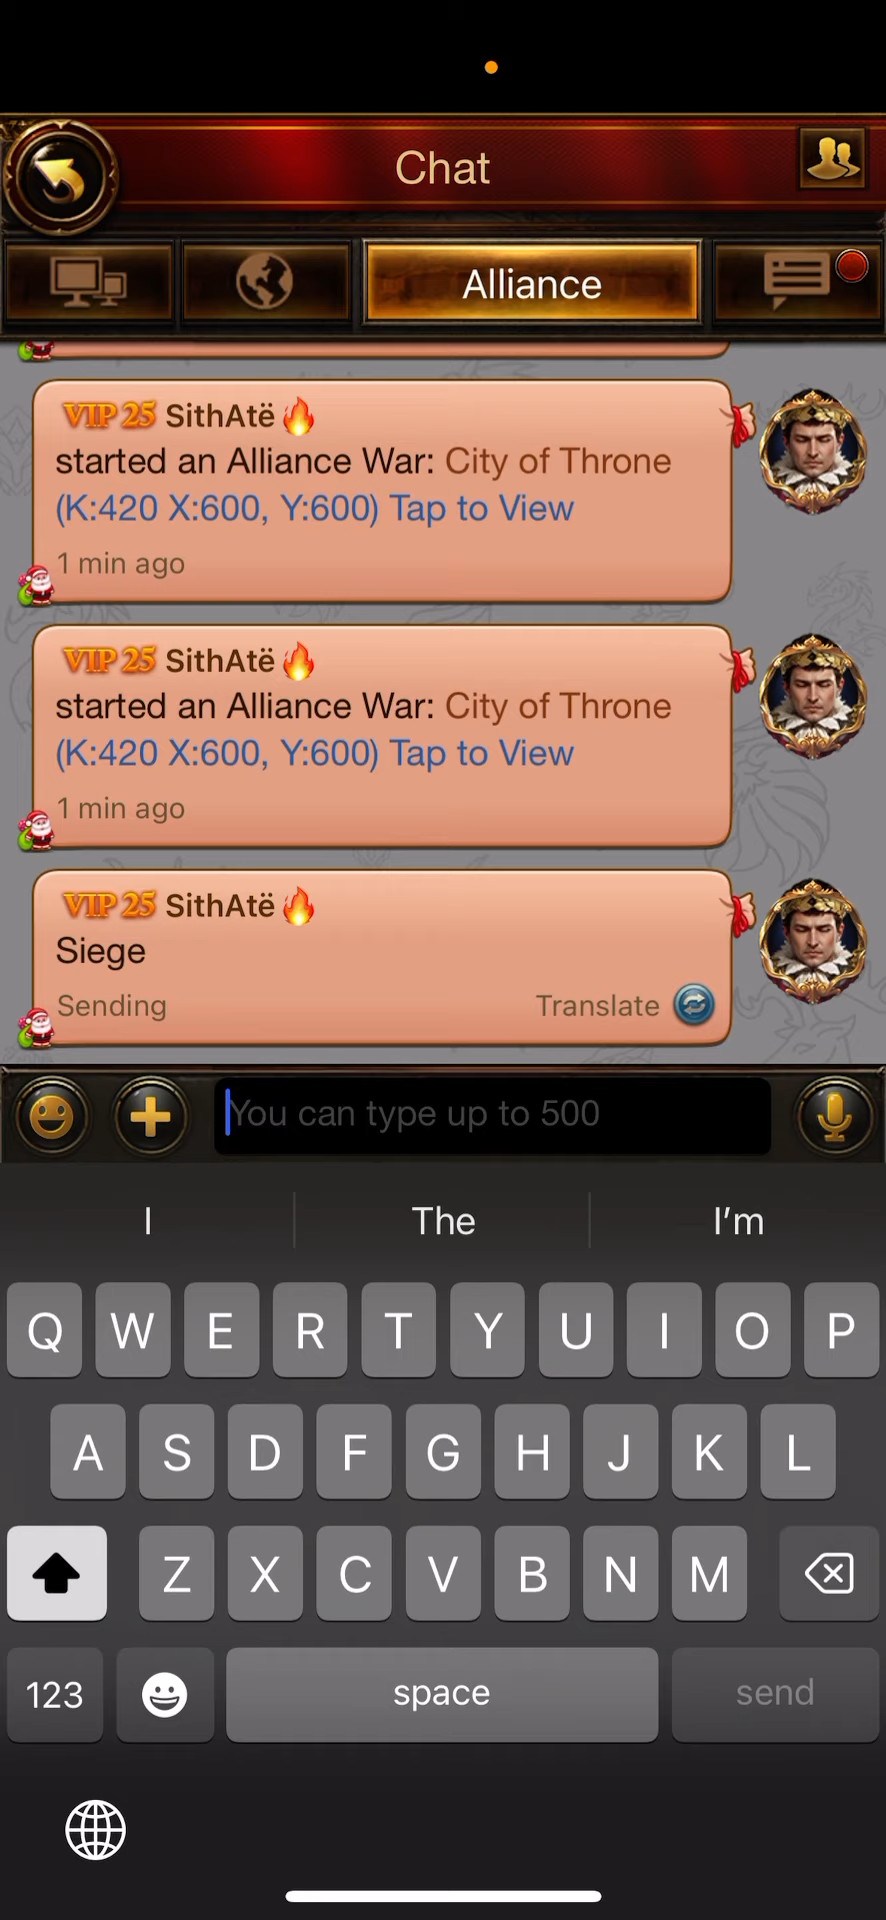 Chat
Alliance
VIP 25 SithAtë🔥
started an Alliance War: City of Throne
(K:420 X:600, Y:600) Tap to View
1 min ago
VIP 25 SithAtë🔥
started an Alliance War: City of Throne
(K:420 X:600, Y:600) Tap to View
1 min ago
VIP 25 SithAtë🔥
Siege
Sending Translate
You can type up to 500
I The I'm
Q W E R T Y U I O P
A S D F G H J K L
Z X C V B N M
123 space send